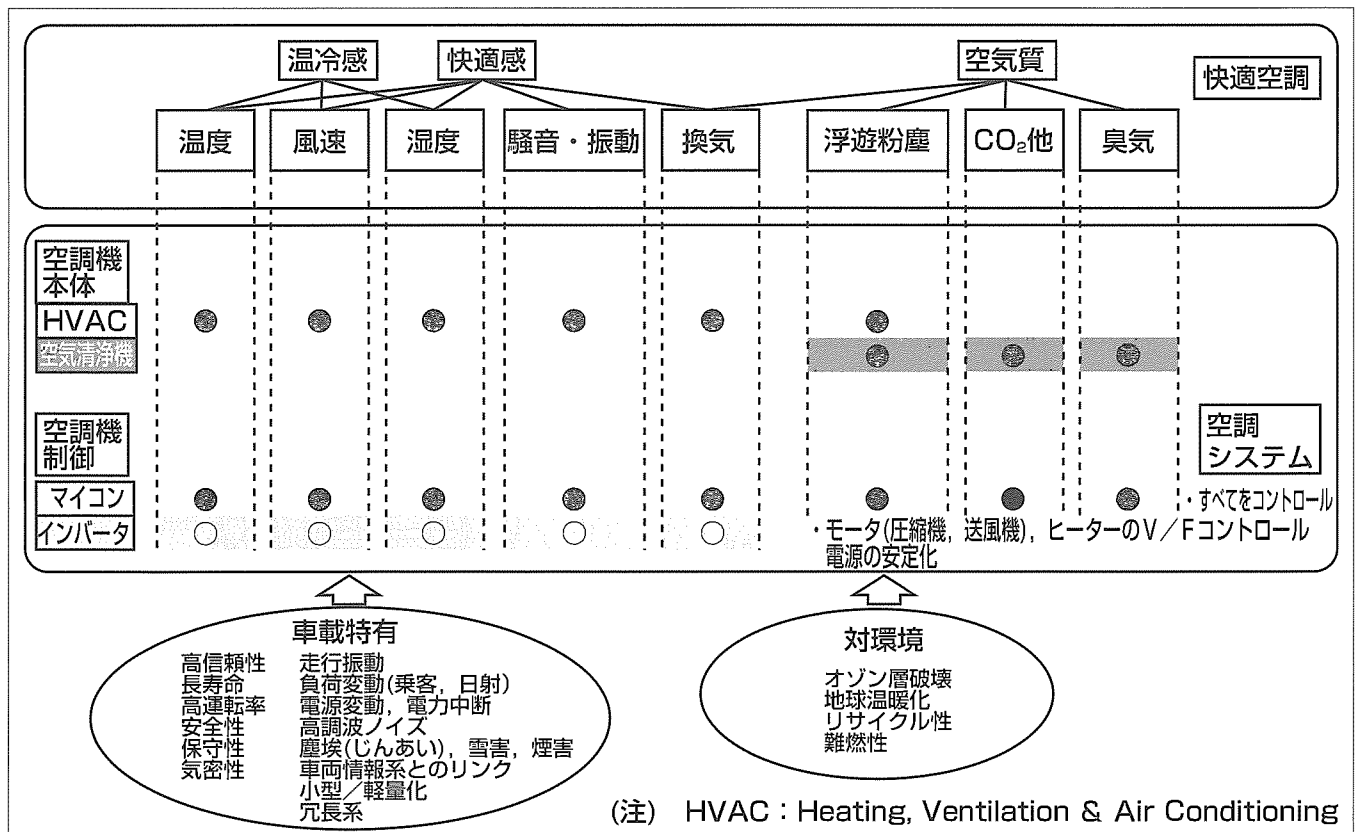 温冷感 快適感 空気質 快適空調
温度 風速 湿度 騒音・振動 換気 浮遊粉塵 CO₂他 臭気
空調機
本体
HVAC
空気清浄機
空調機
制御
空調
システム
マイコン ・すべてをコントロール
インバータ ・モータ(圧縮機, 送風機), ヒーターのV/Fコントロール
電源の安定化
車載特有
高信頼性 走行振動
長寿命 負荷変動(乗客, 日射)
高運転率 電源変動, 電力中断
安全性 高調波ノイズ
保守性 塵埃(じんあい), 雪害, 煙害
気密性 車両情報系とのリンク
小型/軽量化
冗長系
対環境
オゾン層破壊
地球温暖化
リサイクル性
難燃性
(注) HVAC:Heating, Ventilation & Air Conditioning